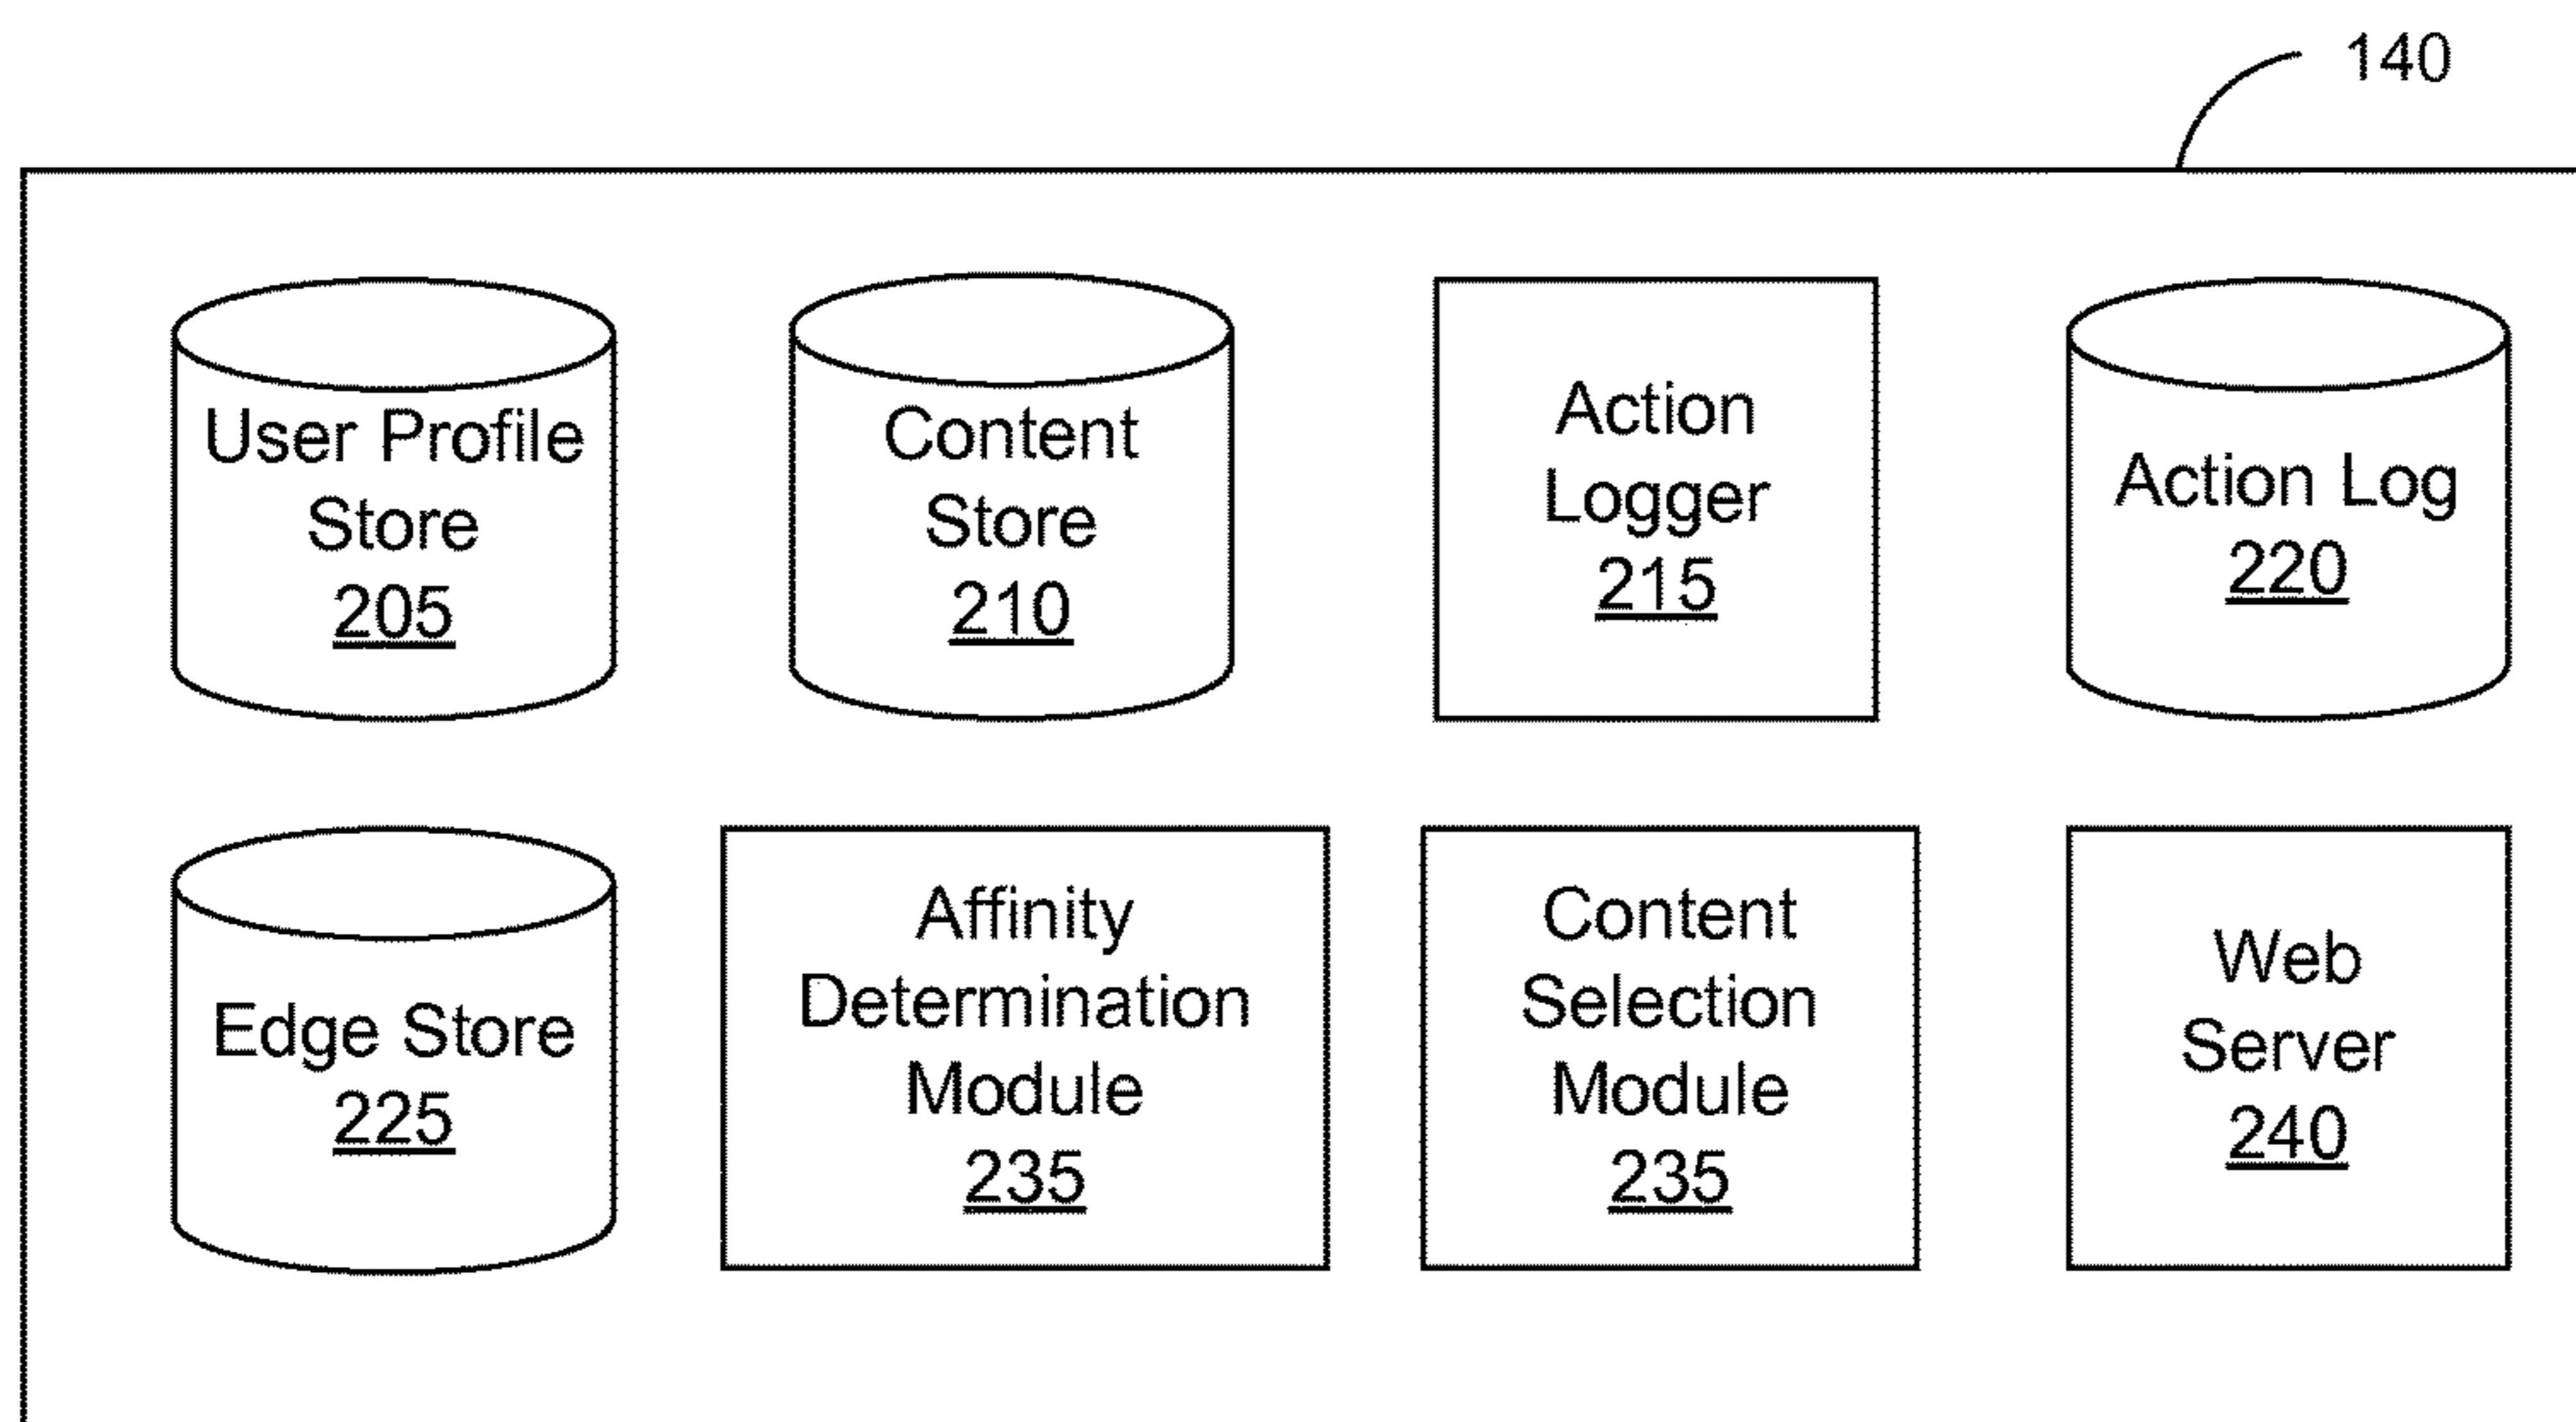 140
User Profile
Store
205
Content
Store
210
Action
Logger
215
Action Log
220
Edge Store
225
Affinity
Determination
Module
235
Content
Selection
Module
235
Web
Server
240